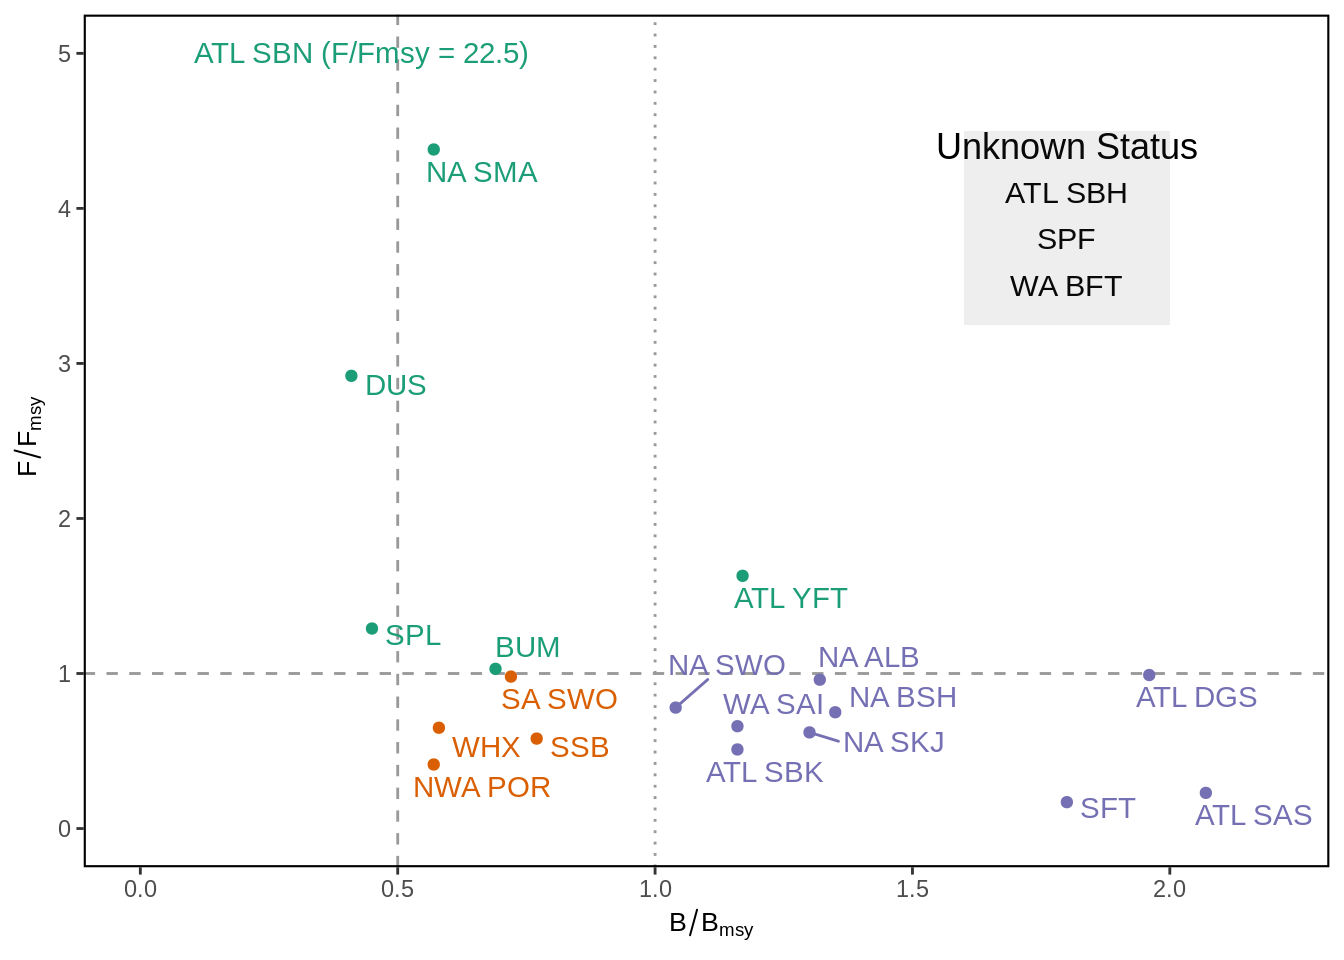 5
ATL SBN (F/Fmsy = 22.5)
Unknown Status
NA SMA
ATL SBH
4
SPF
WA BFT
3
DUS
F/Fmsy
2
ATL YFT
SPL
BUM
NA SWO
NA ALB
1
SA SWO
WA SAI
NA BSH
ATL DGS
WHX
SSB
NA SKJ
ATL SBK
NWA POR
SFT
ATL SAS
0
0.0
0.5
1.0
1.5
2.0
B/Bmsy